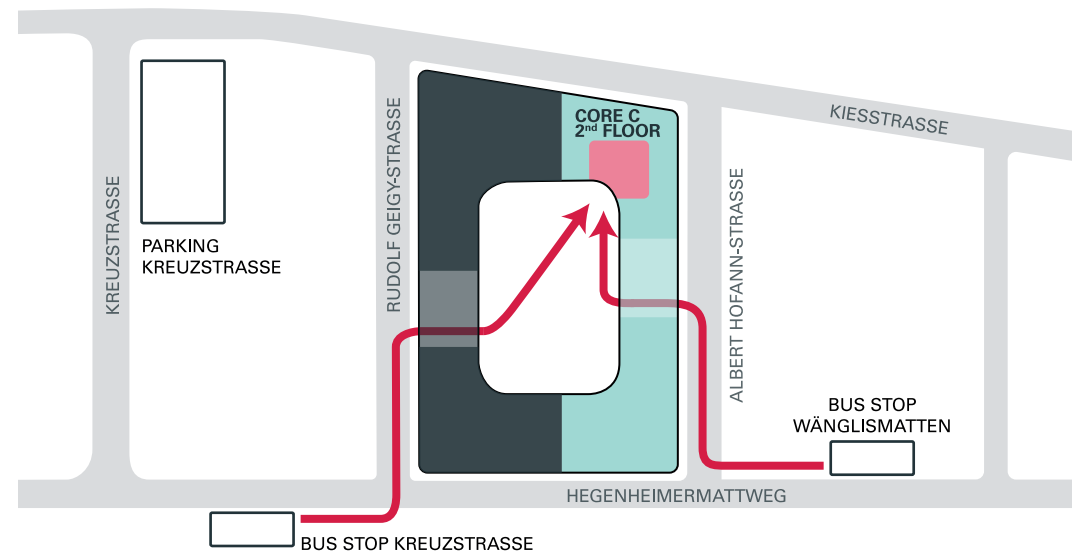 KIESSTRASSE
CORE C
2nd FLOOR
RUDOLF GEIGY-STRASSE
KREUZSTRASSE
ALBERT HOFANN-STRASSE
PARKING
KREUZSTRASSE
BUS STOP
WÄNGLISMATTEN
HEGENHEIMERMATTWEG
BUS STOP KREUZSTRASSE